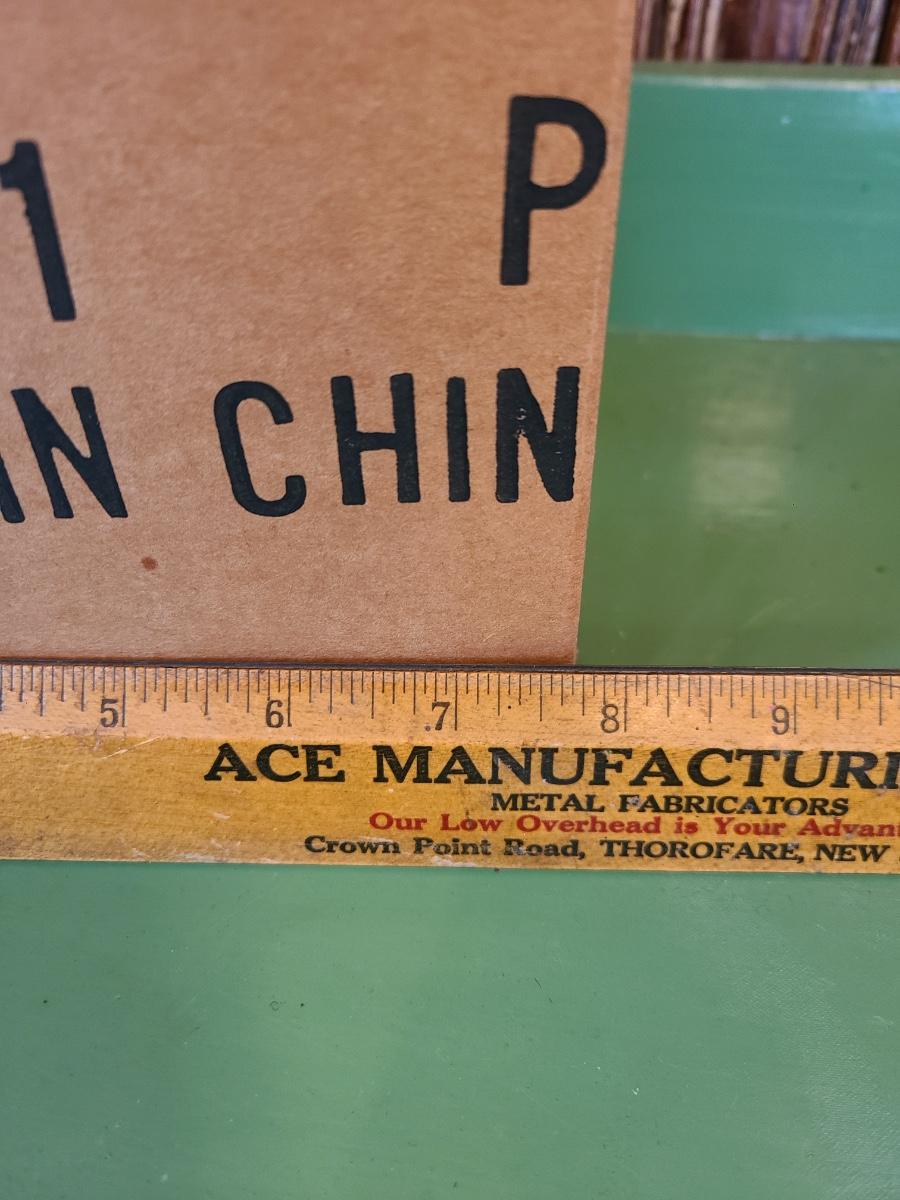 1 P
IN CHIN
5 6 7 8 9
ACE MANUFACTURI
METAL FABRICATORS
Our Low Overhead is Your Advan
Crown Point Road, THOROFARE, NEW